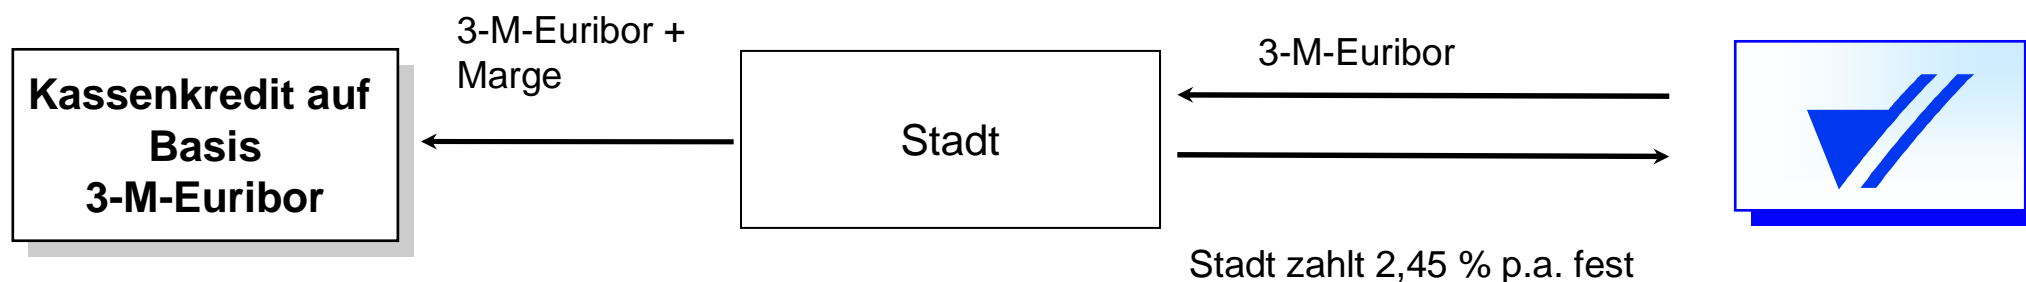 Kassenkredit auf
Basis
3-M-Euribor
3-M-Euribor +
Marge
Stadt
3-M-Euribor
Stadt zahlt 2,45 % p.a. fest